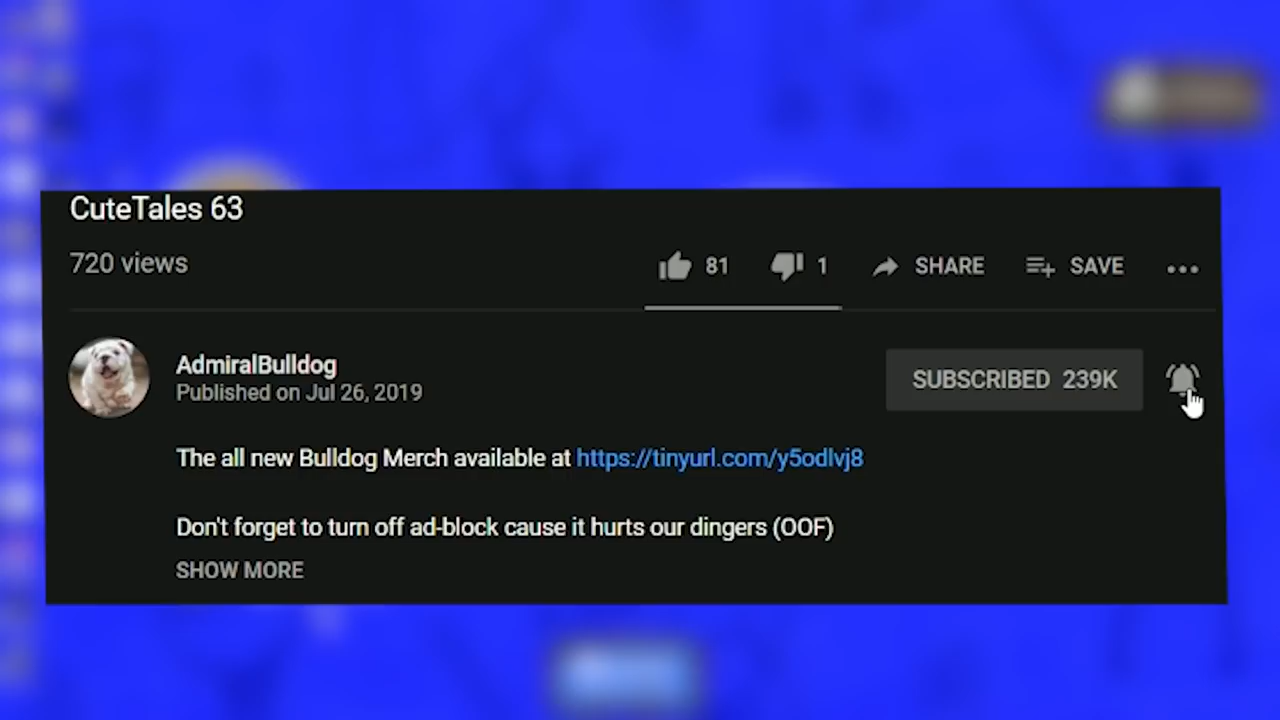 CuteTales 63
720 views
81
1
SHARE
SAVE
AdmiralBulldog
Published on Jul 26, 2019
SUBSCRIBED 239K
The all new Bulldog Merch available at https://tinyurl.com/y5odlvj8
Don't forget to turn off ad-block cause it hurts our dingers (OOF)
SHOW MORE